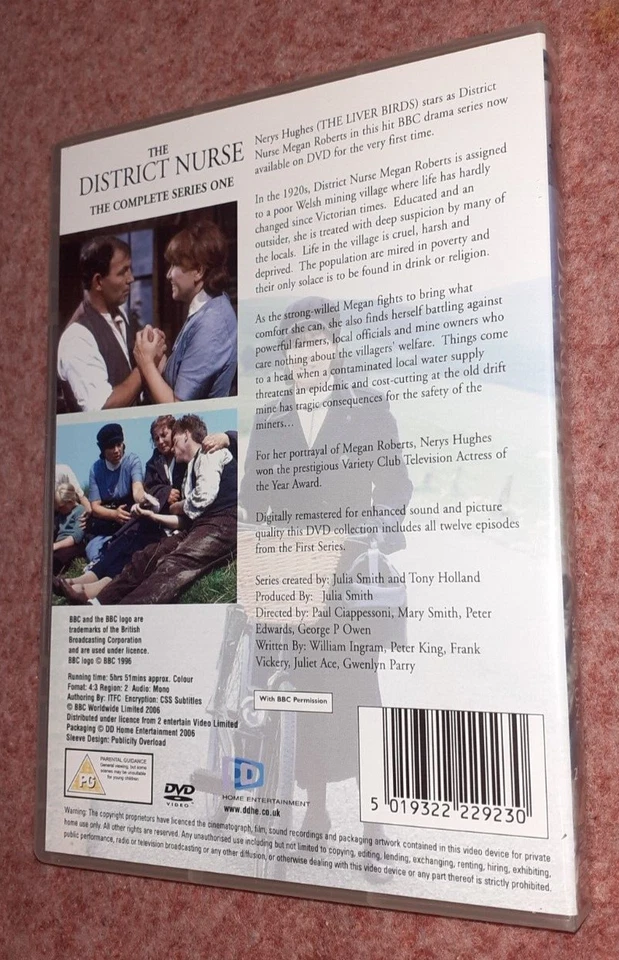 THE
DISTRICT NURSE
THE COMPLETE SERIES ONE
Nerys Hughes (THE LIVER BIRDS) stars as District
Nurse Megan Roberts in this hit BBC drama series now
available on DVD for the very first time.
In the 1920s, District Nurse Megan Roberts is assigned
to a poor Welsh mining village where life has hardly
changed since Victorian times. Educated and an
outsider, she is treated with deep suspicion by many of
the locals. Life in the village is cruel, harsh and
deprived. The population are mired in poverty and
their only solace is to be found in drink or religion.
As the strong-willed Megan fights to bring what
comfort she can, she also finds herself battling against
powerful farmers, local officials and mine owners who
care nothing about the villagers' welfare. Things come
to a head when a contaminated local water supply
threatens an epidemic and cost-cutting at the old drift
mine has tragic consequences for the safety of the
miners...
For her portrayal of Megan Roberts, Nerys Hughes
won the prestigious Variety Club Television Actress of
the Year Award.
Digitally remastered for enhanced sound and picture
quality this DVD collection includes all twelve episodes
from the First Series.
Series created by: Julia Smith and Tony Holland
Produced By: Julia Smith
Directed by: Paul Ciappessoni, Mary Smith, Peter
Edwards, George P Owen
Written By: William Ingram, Peter King, Frank
Vickery, Juliet Ace, Gwenlyn Parry
With BBC Permission
BBC and the BBC logo are
trademarks of the British
Broadcasting Corporation
and are used under licence.
BBC logo © BBC 1996
Running time: 5hrs 51mins approx. Colour
Fomat: 4:3 Region: 2 Audio: Mono
Authoring By: ITFC Encryption: CSS Subtitles
© BBC Worldwide Limited 2006
Distributed under licence from 2 entertain Video Limited
Packaging © DD Home Entertainment 2006
Sleeve Design: Publicity Overload
PG
PARENTAL GUIDANCE
General viewing, but some
scenes may be unsuitable
for young children
DVD
VIDEO
D
HOME ENTERTAINMENT
www.ddhe.co.uk
5 019322 229230
Warning: The copyright proprietors have licenced the cinematograph, film, sound recordings and packaging artwork contained in this video device for private
home use only. All other rights are reserved. Any unauthorised use including but not limited to copying, editing, lending, exchanging, renting, hiring, exhibiting,
public performance, radio or television broadcasting or any other diffusion, or otherwise dealing with this video device or any part thereof is strictly prohibited.